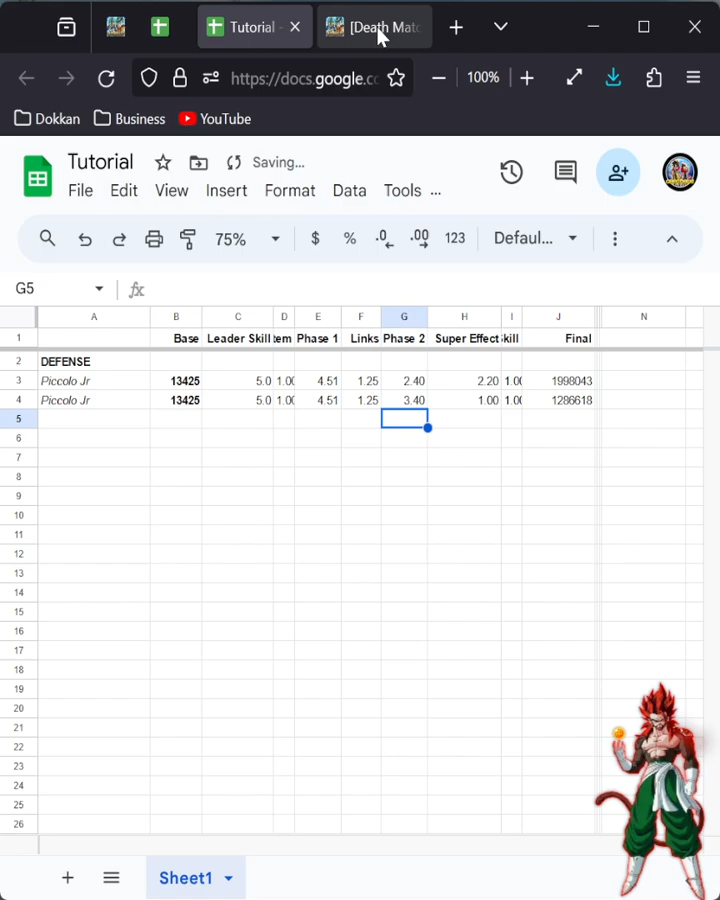 Tutorial
[Death Matc
https://docs.google.cc
100%
Dokkan
Business
YouTube
Tutorial
Saving...
File Edit View Insert Format Data Tools ...
75%
$ % .0 .00 123 Defaul...
G5
fx
A B C D E F G H I J N
1 Base Leader Skill tem Phase 1 Links Phase 2 Super Effect kill Final
2 DEFENSE
3 Piccolo Jr 13425 5.0 1.00 4.51 1.25 2.40 2.20 1.00 1998043
4 Piccolo Jr 13425 5.0 1.00 4.51 1.25 3.40 1.00 1.00 1286618
5
6
7
8
9
10
11
12
13
14
15
16
17
18
19
20
21
22
23
24
25
26
Sheet1